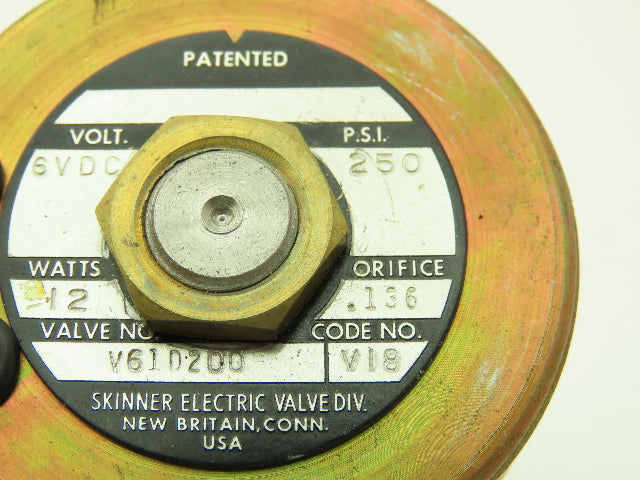 PATENTED
VOLT. P.S.I.
6VDC 250
WATTS ORIFICE
12 .136
VALVE NO. CODE NO.
V61D200 V18
SKINNER ELECTRIC VALVE DIV.
NEW BRITAIN, CONN.
USA